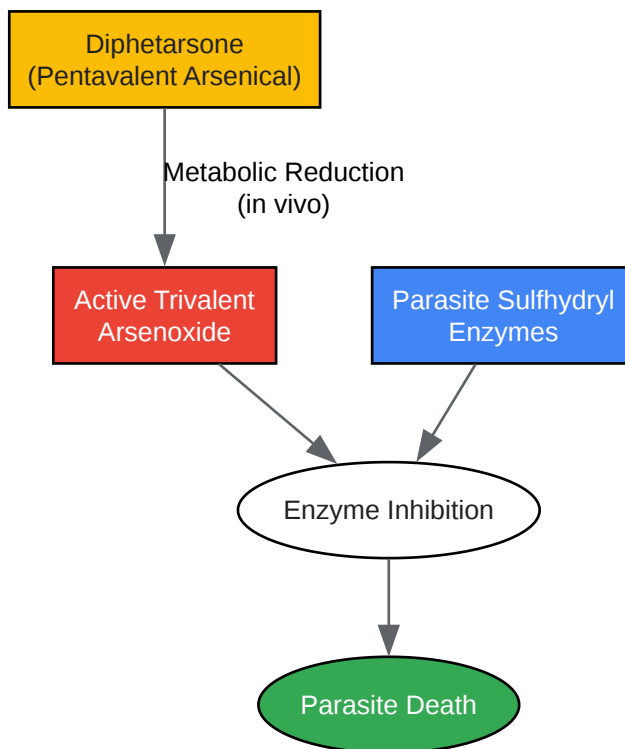 Diphetarsone
(Pentavalent Arsenical)
Metabolic Reduction
(in vivo)
Active Trivalent
Arsenoxide
Parasite Sulfhydryl
Enzymes
Enzyme Inhibition
Parasite Death